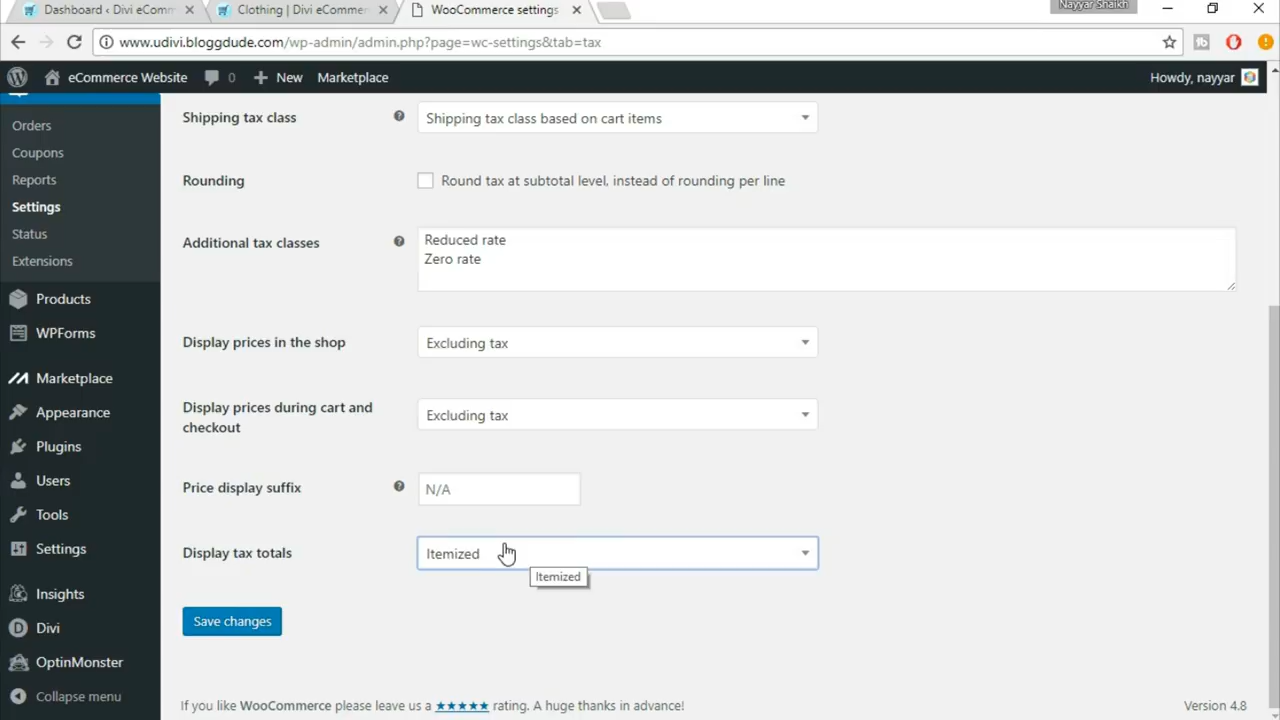 Dashboard ‹ Divi eComm
Clothing | Divi eCommer
WooCommerce settings
Nayyar Shaikh
www.udivi.bloggdude.com/wp-admin/admin.php?page=wc-settings&tab=tax
eCommerce Website
0
New
Marketplace
Howdy, nayyar
Orders
Coupons
Reports
Settings
Status
Extensions
Products
WPForms
Marketplace
Appearance
Plugins
Users
Tools
Settings
Insights
Divi
OptinMonster
Collapse menu
Shipping tax class
Shipping tax class based on cart items
Rounding
Round tax at subtotal level, instead of rounding per line
Additional tax classes
Reduced rate
Zero rate
Display prices in the shop
Excluding tax
Display prices during cart and
checkout
Excluding tax
Price display suffix
N/A
Display tax totals
Itemized
Itemized
Save changes
If you like WooCommerce please leave us a ★★★★★ rating. A huge thanks in advance!
Version 4.8